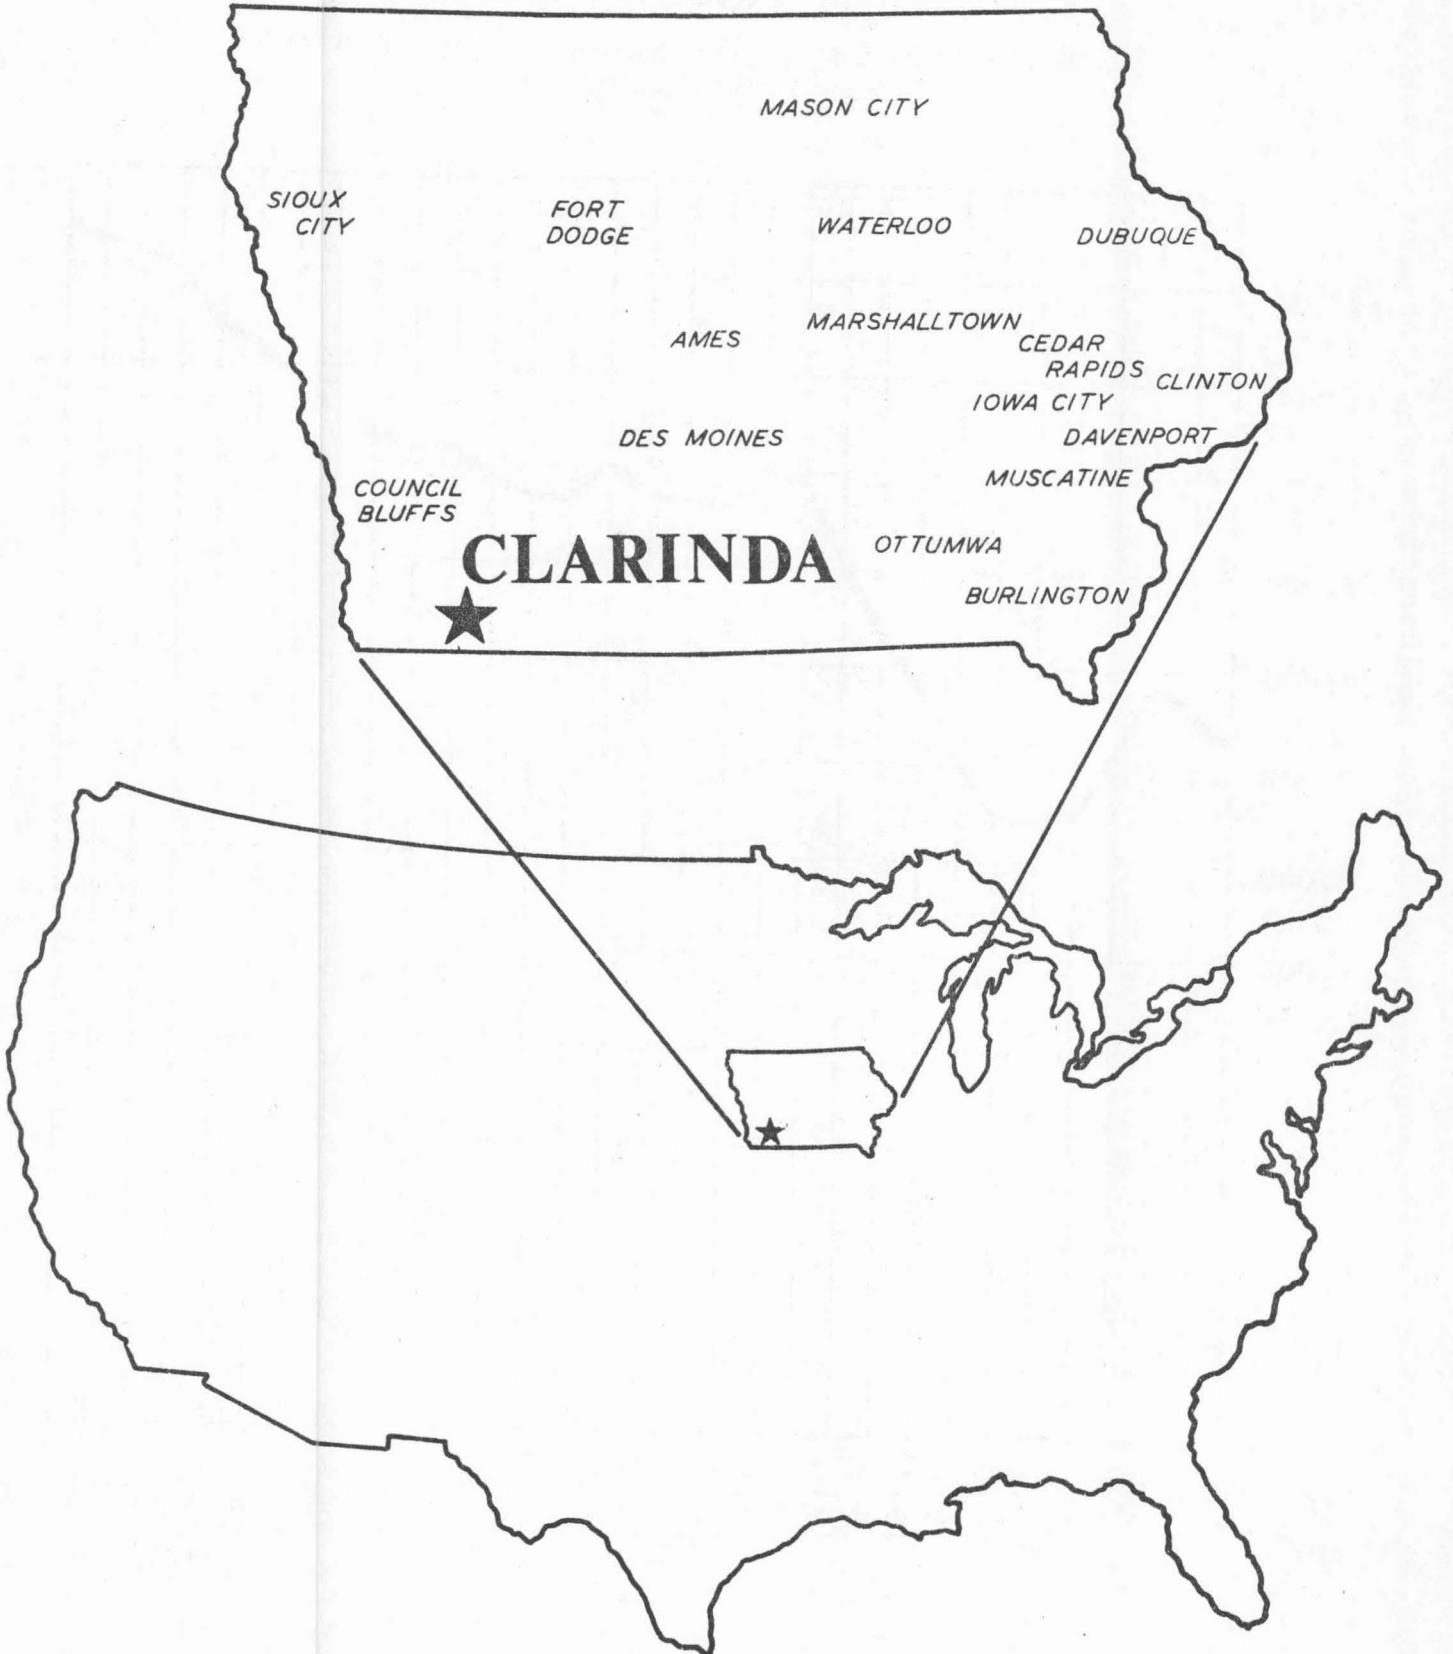 MASON CITY
SIOUX
CITY
FORT
DODGE
WATERLOO
DUBUQUE
AMES
MARSHALLTOWN
CEDAR
RAPIDS
CLINTON
IOWA CITY
DES MOINES
DAVENPORT
MUSCATINE
COUNCIL
BLUFFS
CLARINDA
OTTUMWA
BURLINGTON